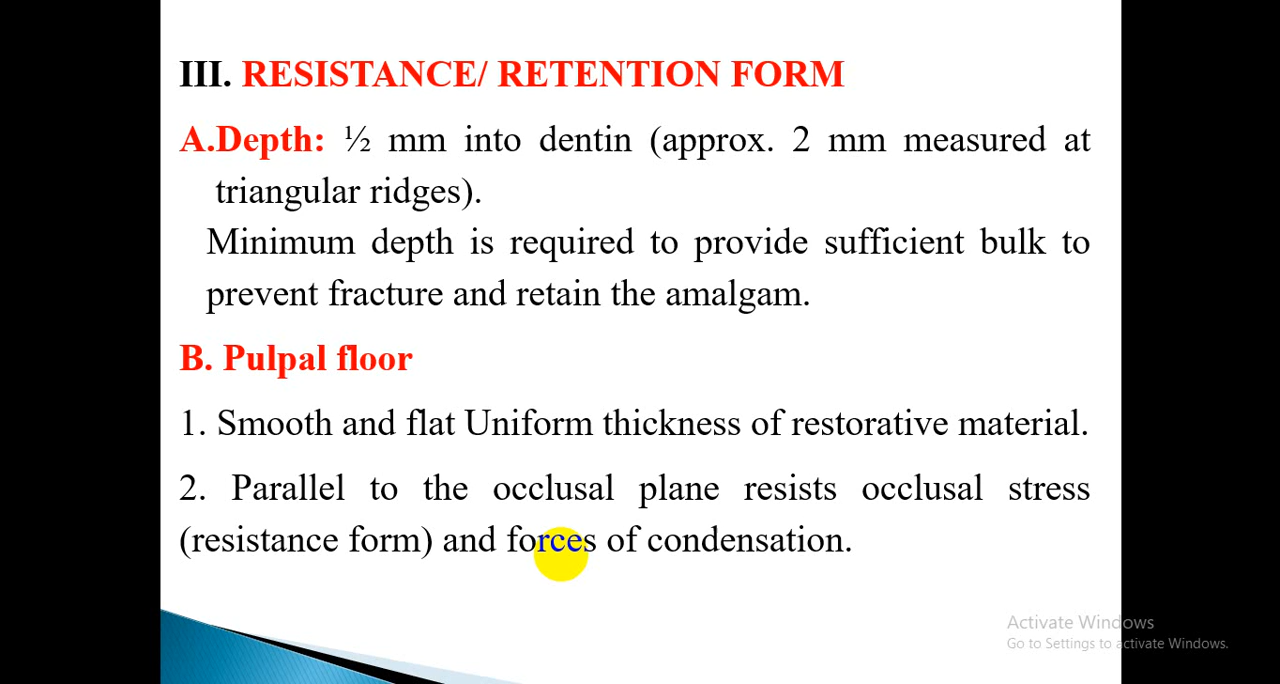 III. RESISTANCE/ RETENTION FORM
A.Depth: ½ mm into dentin (approx. 2 mm measured at
triangular ridges).
Minimum depth is required to provide sufficient bulk to
prevent fracture and retain the amalgam.
B. Pulpal floor
1. Smooth and flat Uniform thickness of restorative material.
2. Parallel to the occlusal plane resists occlusal stress
(resistance form) and forces of condensation.
Activate Windows
Go to Settings to activate Windows.